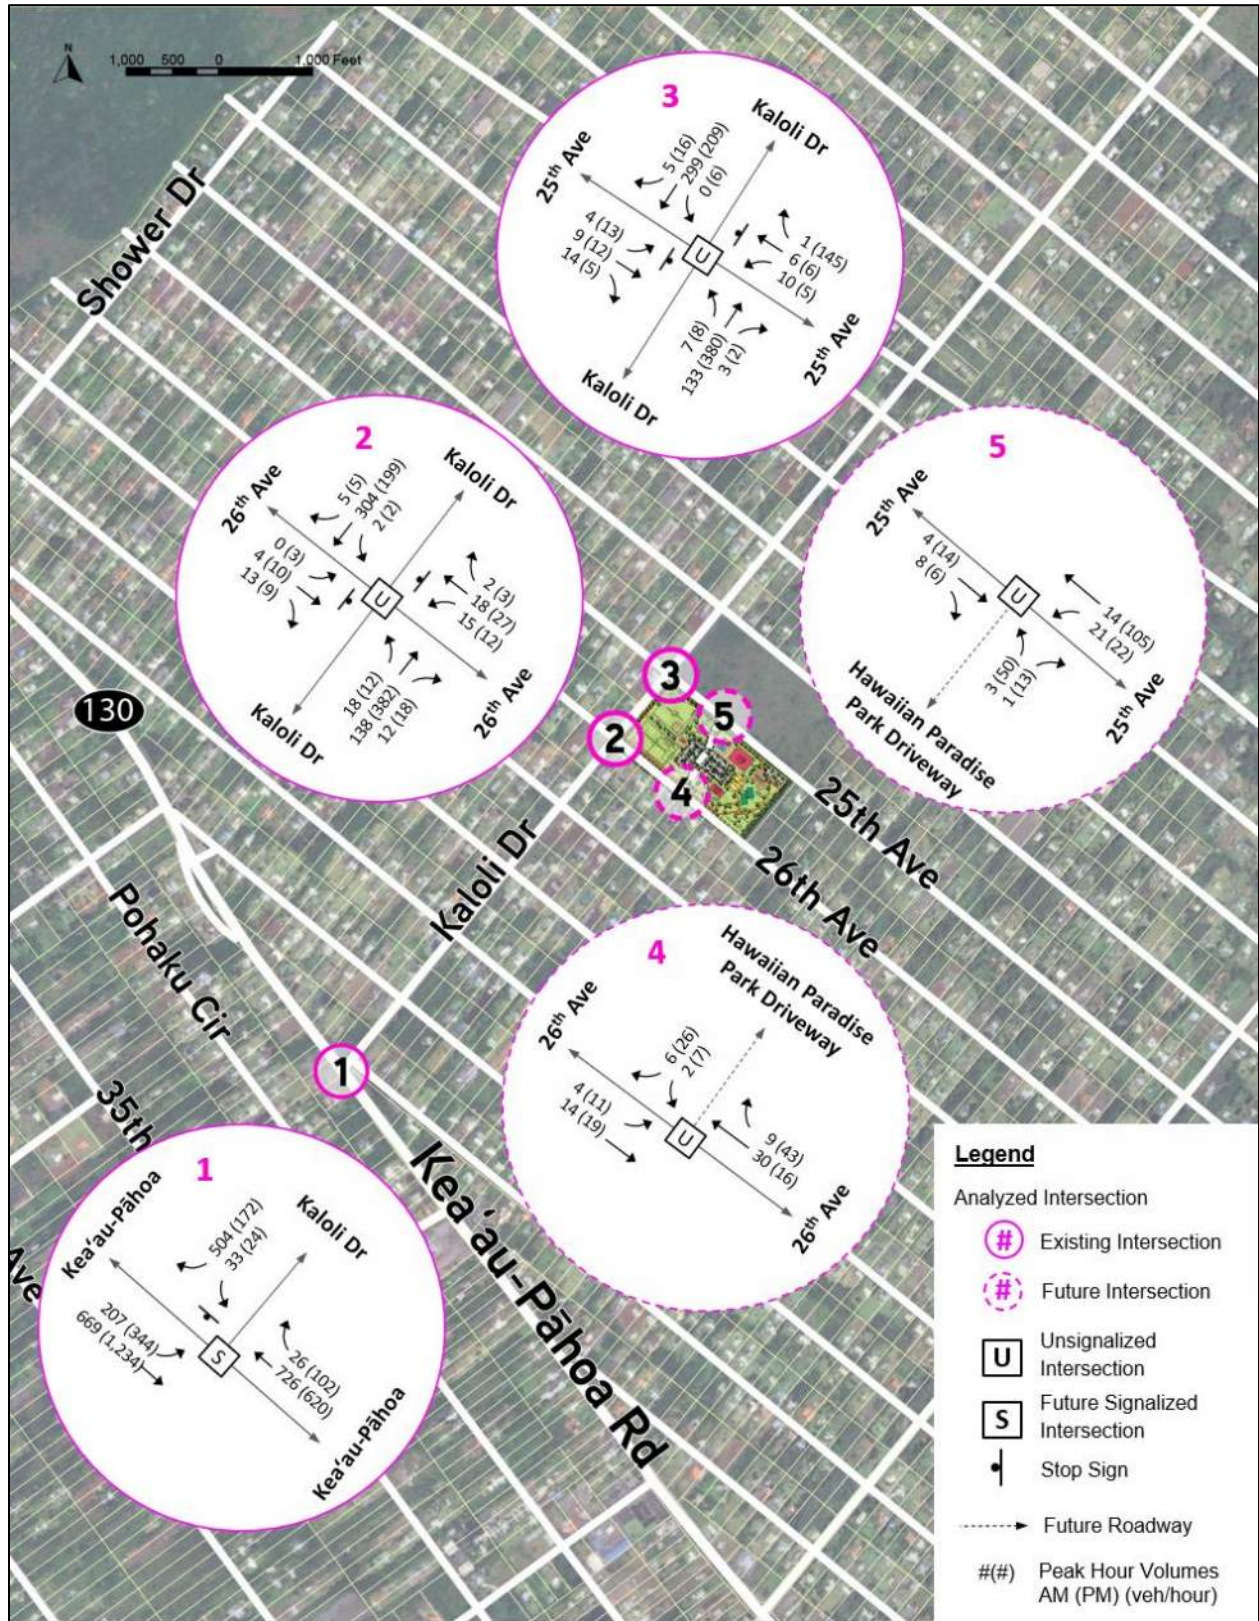 N
1,000 500 0 1,000 Feet
3
Kaloli Dr
25th Ave
5 (16)
299 (209)
0 (6)
4 (13)
9 (12)
14 (5)
U
1 (145)
6 (6)
10 (5)
7 (8)
133 (380)
3 (2)
25th Ave
Kaloli Dr
Shower Dr
2
Kaloli Dr
26th Ave
5 (5)
304 (199)
2 (2)
0 (3)
4 (10)
13 (9)
U
2 (3)
18 (27)
15 (12)
18 (12)
138 (382)
12 (18)
26th Ave
Kaloli Dr
5
25th Ave
4 (14)
8 (6)
U
14 (105)
21 (22)
3 (50)
1 (13)
25th Ave
Hawaiian Paradise
Park Driveway
130
3
5
2
4
25th Ave
26th Ave
Kaloli Dr
Pohaku Cir
1
35th
Ave
Kea‘au-Pāhoa Rd
4
Hawaiian Paradise
Park Driveway
26th Ave
6 (26)
2 (7)
4 (11)
14 (19)
U
9 (43)
30 (16)
26th Ave
1
Kea‘au-Pāhoa
Kaloli Dr
504 (172)
33 (24)
207 (344)
669 (1,234)
S
26 (102)
726 (620)
Kea‘au-Pāhoa
Legend
Analyzed Intersection
# Existing Intersection
# Future Intersection
U Unsignalized
Intersection
S Future Signalized
Intersection
Stop Sign
Future Roadway
#(#) Peak Hour Volumes
AM (PM) (veh/hour)